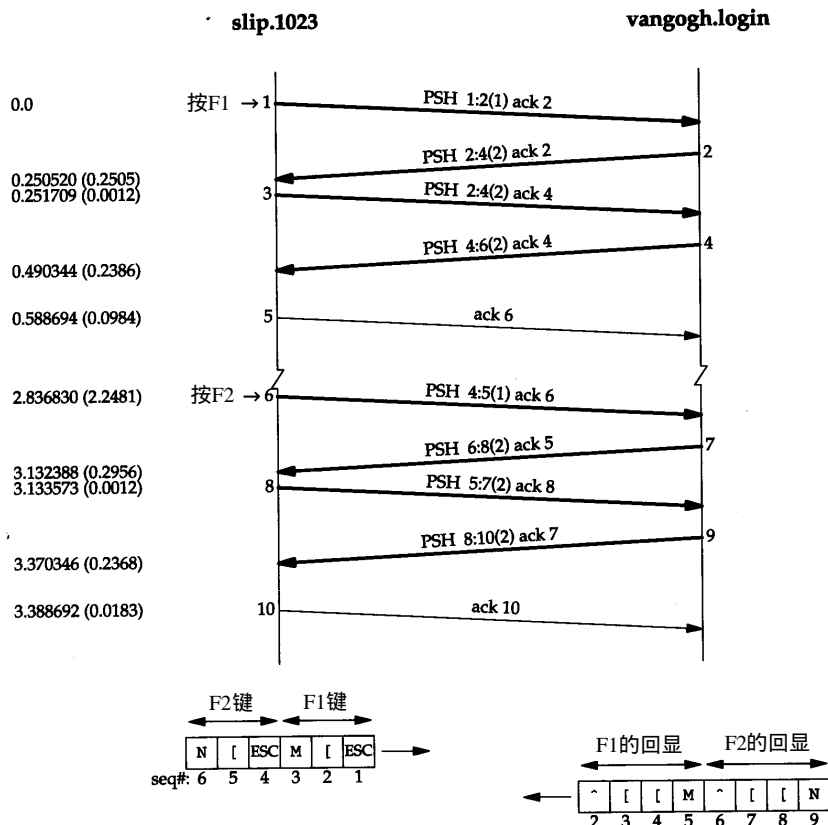 slip.1023 vangogh.login
0.0 按F1 → 1 PSH 1:2(1) ack 2
PSH 2:4(2) ack 2 2
0.250520 (0.2505)
0.251709 (0.0012) 3 PSH 2:4(2) ack 4
PSH 4:6(2) ack 4 4
0.490344 (0.2386)
0.588694 (0.0984) 5 ack 6
2.836830 (2.2481) 按F2 → 6 PSH 4:5(1) ack 6
PSH 6:8(2) ack 5 7
3.132388 (0.2956)
3.133573 (0.0012) 8 PSH 5:7(2) ack 8
PSH 8:10(2) ack 7 9
3.370346 (0.2368)
3.388692 (0.0183) 10 ack 10
F2键 F1键
N [ ESC M [ ESC
seq#: 6 5 4 3 2 1
F1的回显 F2的回显
^ [ [ M ^ [ [ N
2 3 4 5 6 7 8 9